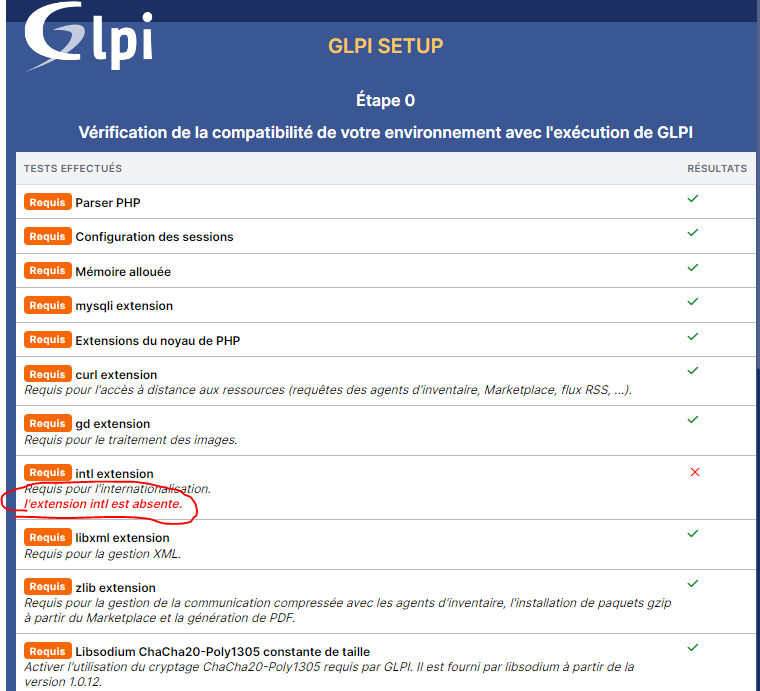 Glpi
GLPI SETUP
Étape 0
Vérification de la compatibilité de votre environnement avec l'exécution de GLPI
TESTS EFFECTUÉS RÉSULTATS
Requis Parser PHP
Requis Configuration des sessions
Requis Mémoire allouée
Requis mysqli extension
Requis Extensions du noyau de PHP
Requis curl extension
Requis pour l'accès à distance aux ressources (requêtes des agents d'inventaire, Marketplace, flux RSS, ...).
Requis gd extension
Requis pour le traitement des images.
Requis intl extension
Requis pour l'internationalisation.
l'extension intl est absente.
Requis libxml extension
Requis pour la gestion XML.
Requis zlib extension
Requis pour la gestion de la communication compressée avec les agents d'inventaire, l'installation de paquets gzip
à partir du Marketplace et la génération de PDF.
Requis Libsodium ChaCha20-Poly1305 constante de taille
Activer l'utilisation du cryptage ChaCha20-Poly1305 requis par GLPI. Il est fourni par libsodium à partir de la
version 1.0.12.